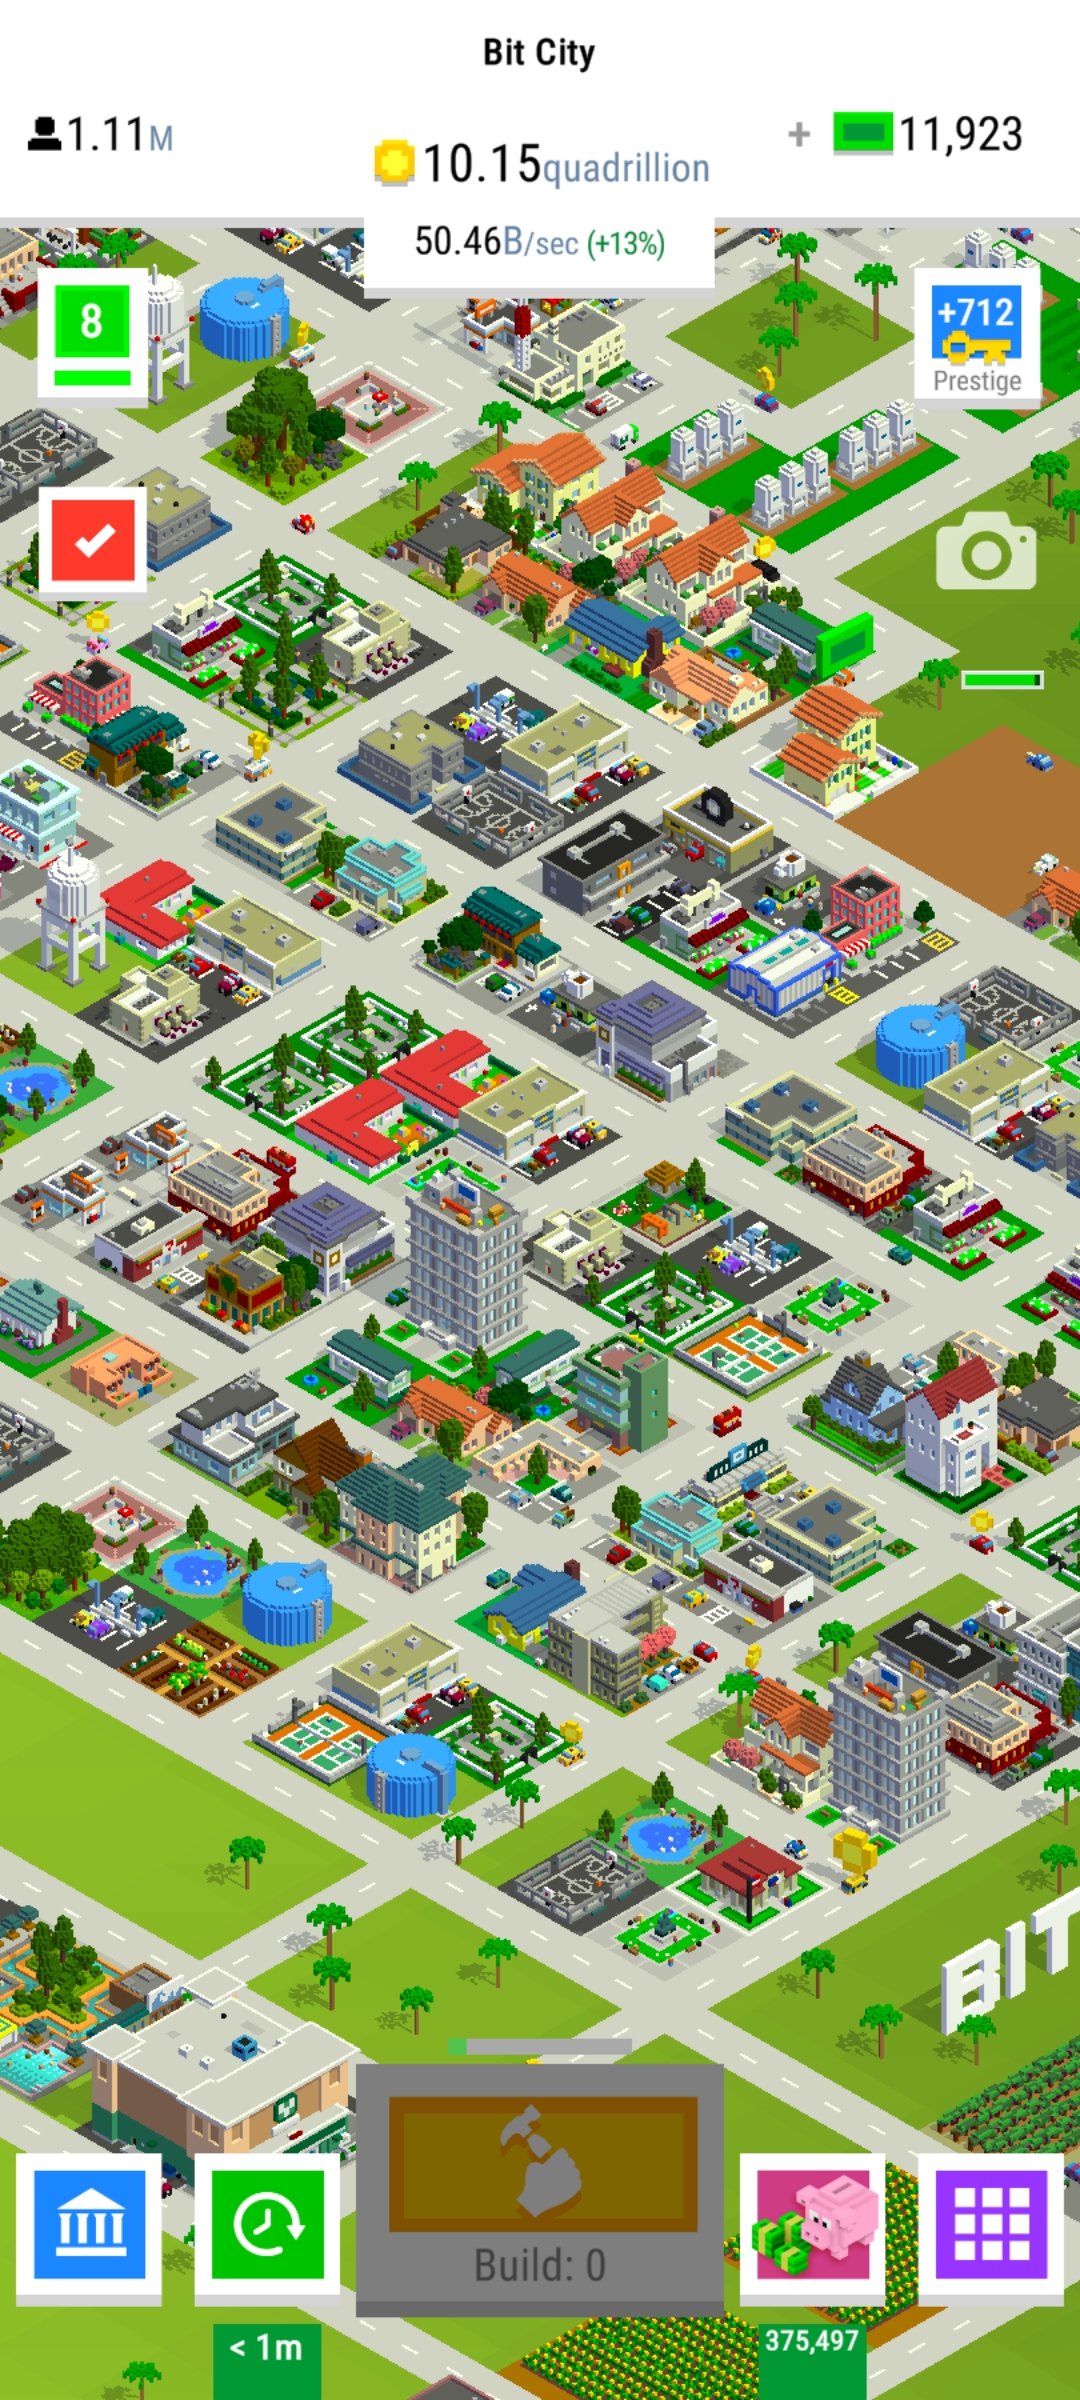 Bit City
1.11M
10.15quadrillion
+ 11,923
50.46B/sec (+13%)
8
+712
Prestige
BIT
Build: 0
< 1m
375,497